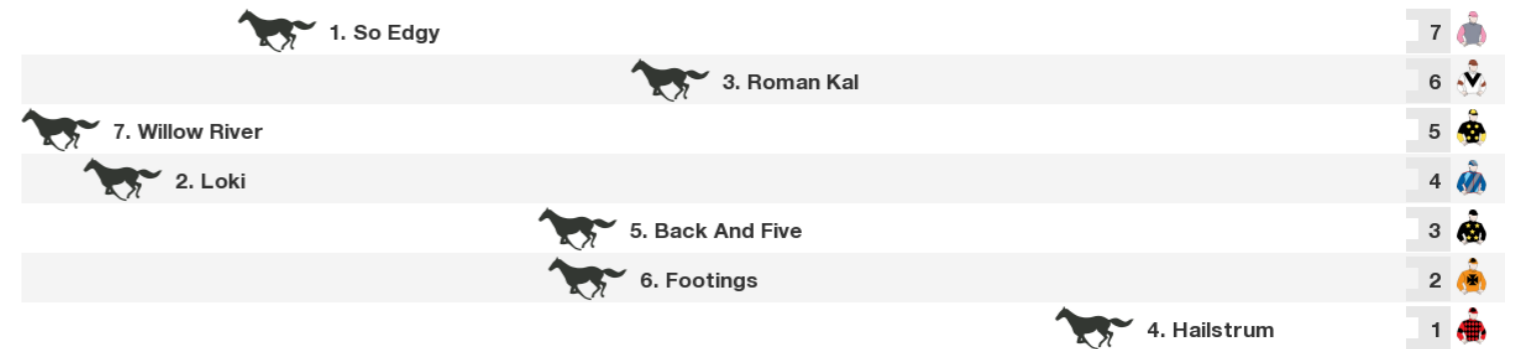 1. So Edgy 7
3. Roman Kal 6
7. Willow River 5
2. Loki 4
5. Back And Five 3
6. Footings 2
4. Hailstrum 1